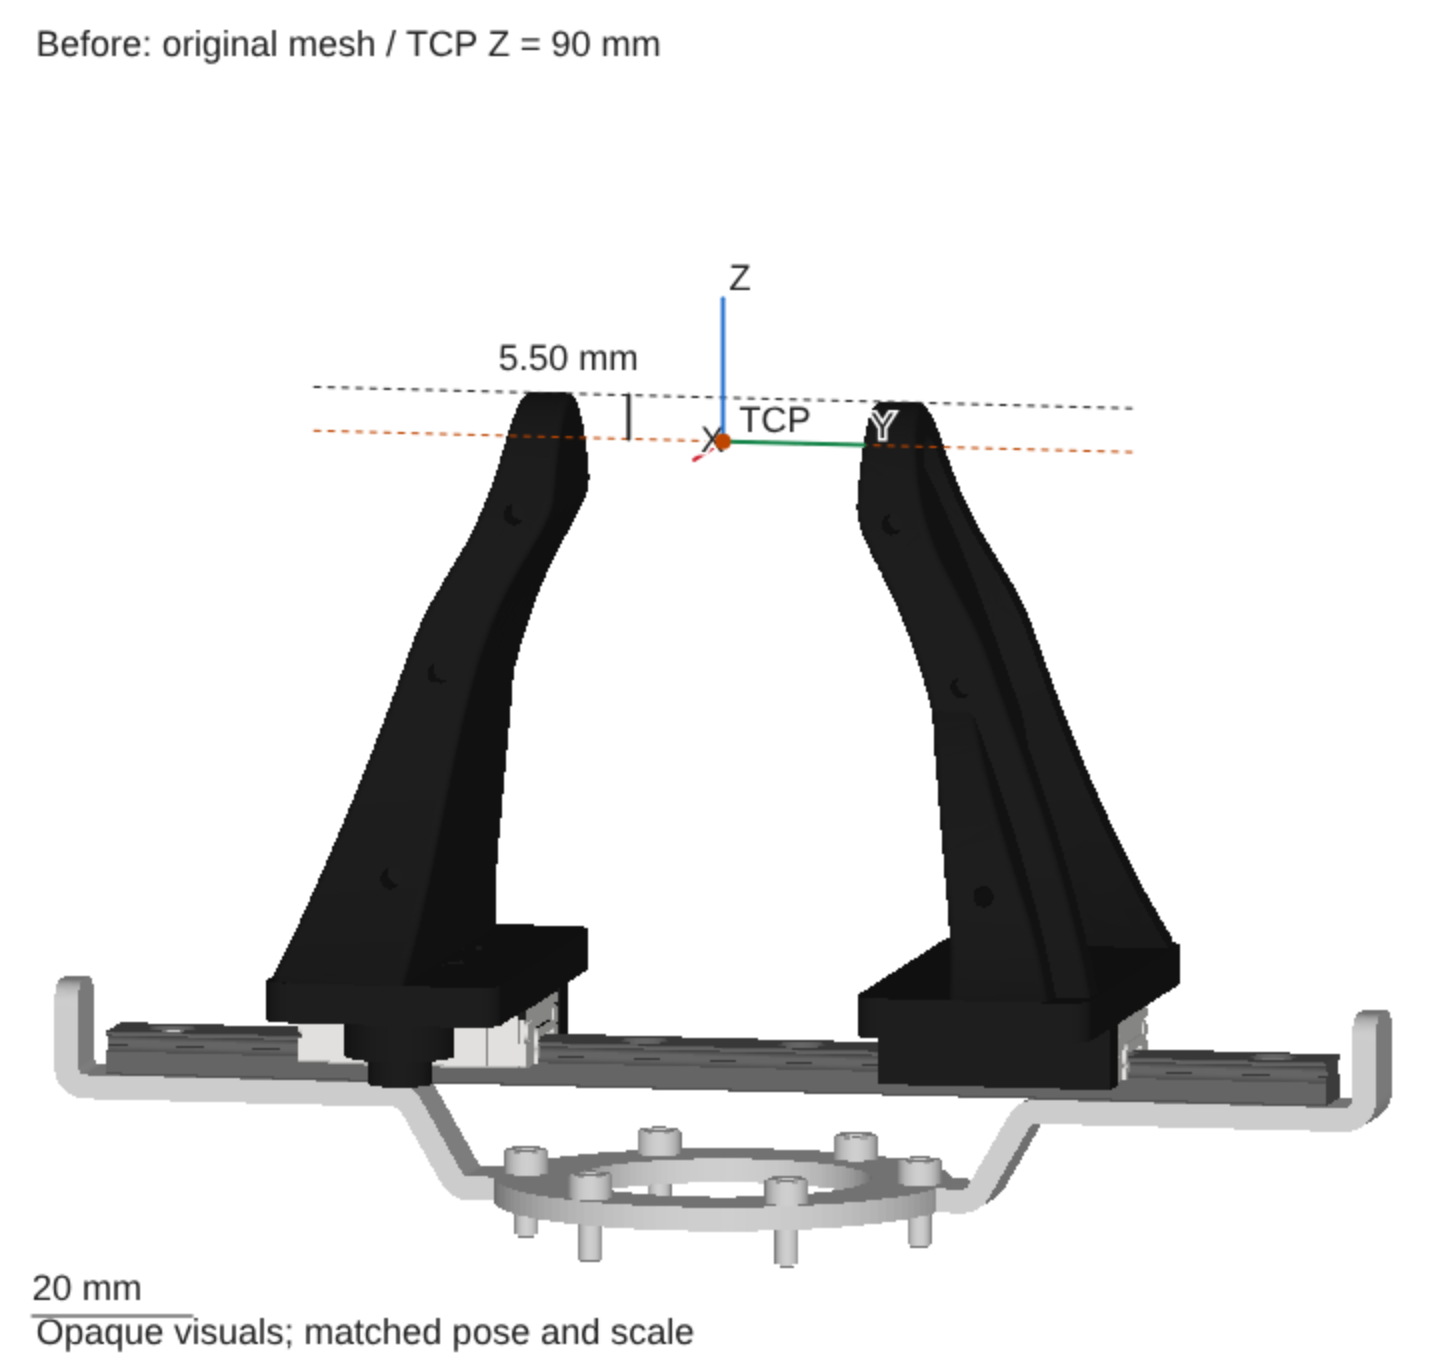 Before: original mesh / TCP Z = 90 mm
Z
5.50 mm
TCP
Y
X
20 mm
Opaque visuals; matched pose and scale